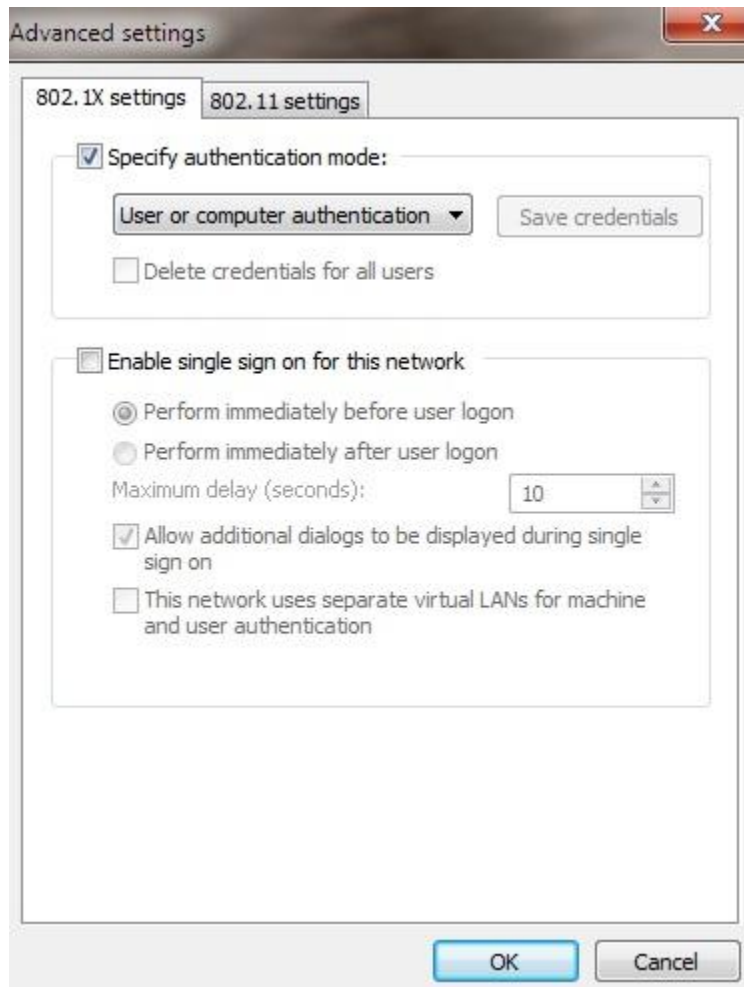 Advanced settings
802.1X settings
802.11 settings
Specify authentication mode:
User or computer authentication
Save credentials
Delete credentials for all users
Enable single sign on for this network
Perform immediately before user logon
Perform immediately after user logon
Maximum delay (seconds):
10
Allow additional dialogs to be displayed during single
sign on
This network uses separate virtual LANs for machine
and user authentication
OK
Cancel